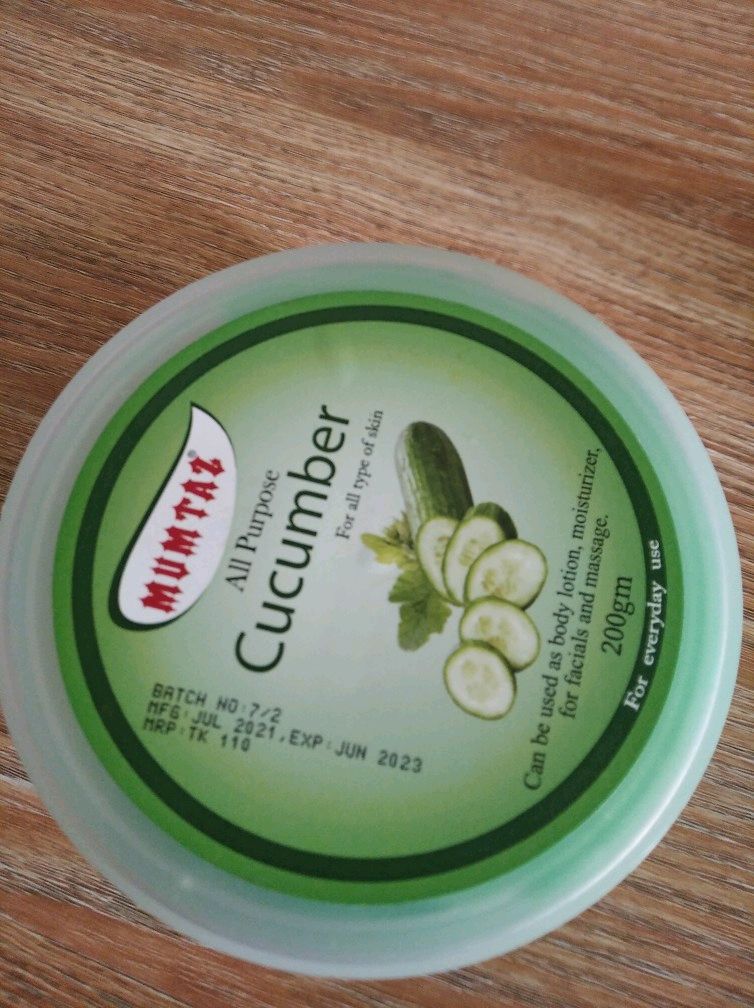 MUMTAZ®
All Purpose
Cucumber
For all type of skin
BATCH NO:7/2
MFG:JUL 2021,EXP:JUN 2023
MRP:TK 110
Can be used as body lotion, moisturizer,
for facials and massage.
200gm
For everyday use